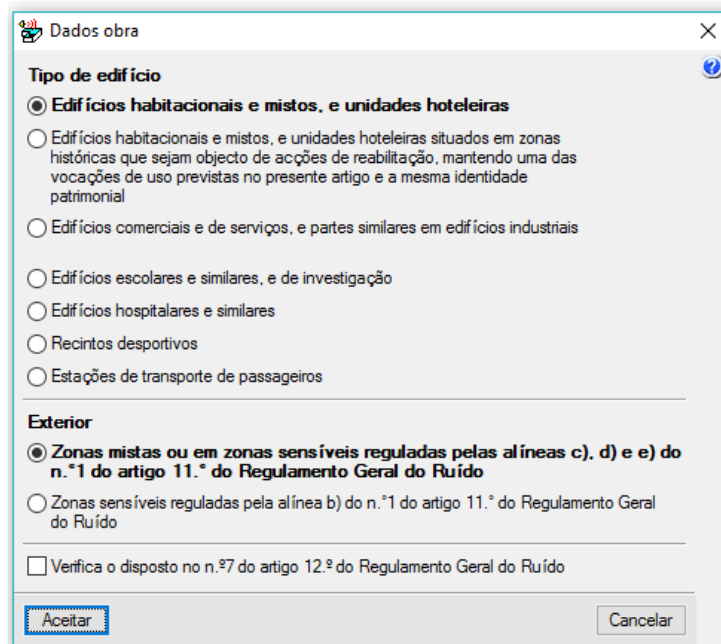 Dados obra
Tipo de edifício
Edifícios habitacionais e mistos, e unidades hoteleiras
Edifícios habitacionais e mistos, e unidades hoteleiras situados em zonas
históricas que sejam objecto de acções de reabilitação, mantendo uma das
vocações de uso previstas no presente artigo e a mesma identidade
patrimonial
Edifícios comerciais e de serviços, e partes similares em edifícios industriais
Edifícios escolares e similares, e de investigação
Edifícios hospitalares e similares
Recintos desportivos
Estações de transporte de passageiros
Exterior
Zonas mistas ou em zonas sensíveis reguladas pelas alíneas c), d) e e) do
n.°1 do artigo 11.° do Regulamento Geral do Ruído
Zonas sensíveis reguladas pela alínea b) do n.°1 do artigo 11.° do Regulamento Geral
do Ruído
Verifica o disposto no n.º7 do artigo 12.º do Regulamento Geral do Ruído
Aceitar
Cancelar